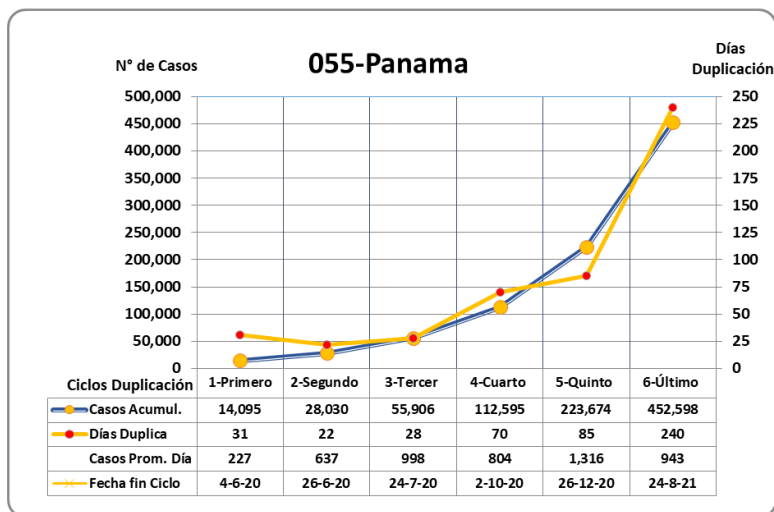 055-Panama
N° de Casos
Días
Duplicación
500,000
450,000
400,000
350,000
300,000
250,000
200,000
150,000
100,000
50,000
0
250
225
200
175
150
125
100
75
50
25
0
Ciclos Duplicación 1-Primero 2-Segundo 3-Tercer 4-Cuarto 5-Quinto 6-Último
Casos Acumul. 14,095 28,030 55,906 112,595 223,674 452,598
Días Duplica 31 22 28 70 85 240
Casos Prom. Día 227 637 998 804 1,316 943
Fecha fin Ciclo 4-6-20 26-6-20 24-7-20 2-10-20 26-12-20 24-8-21